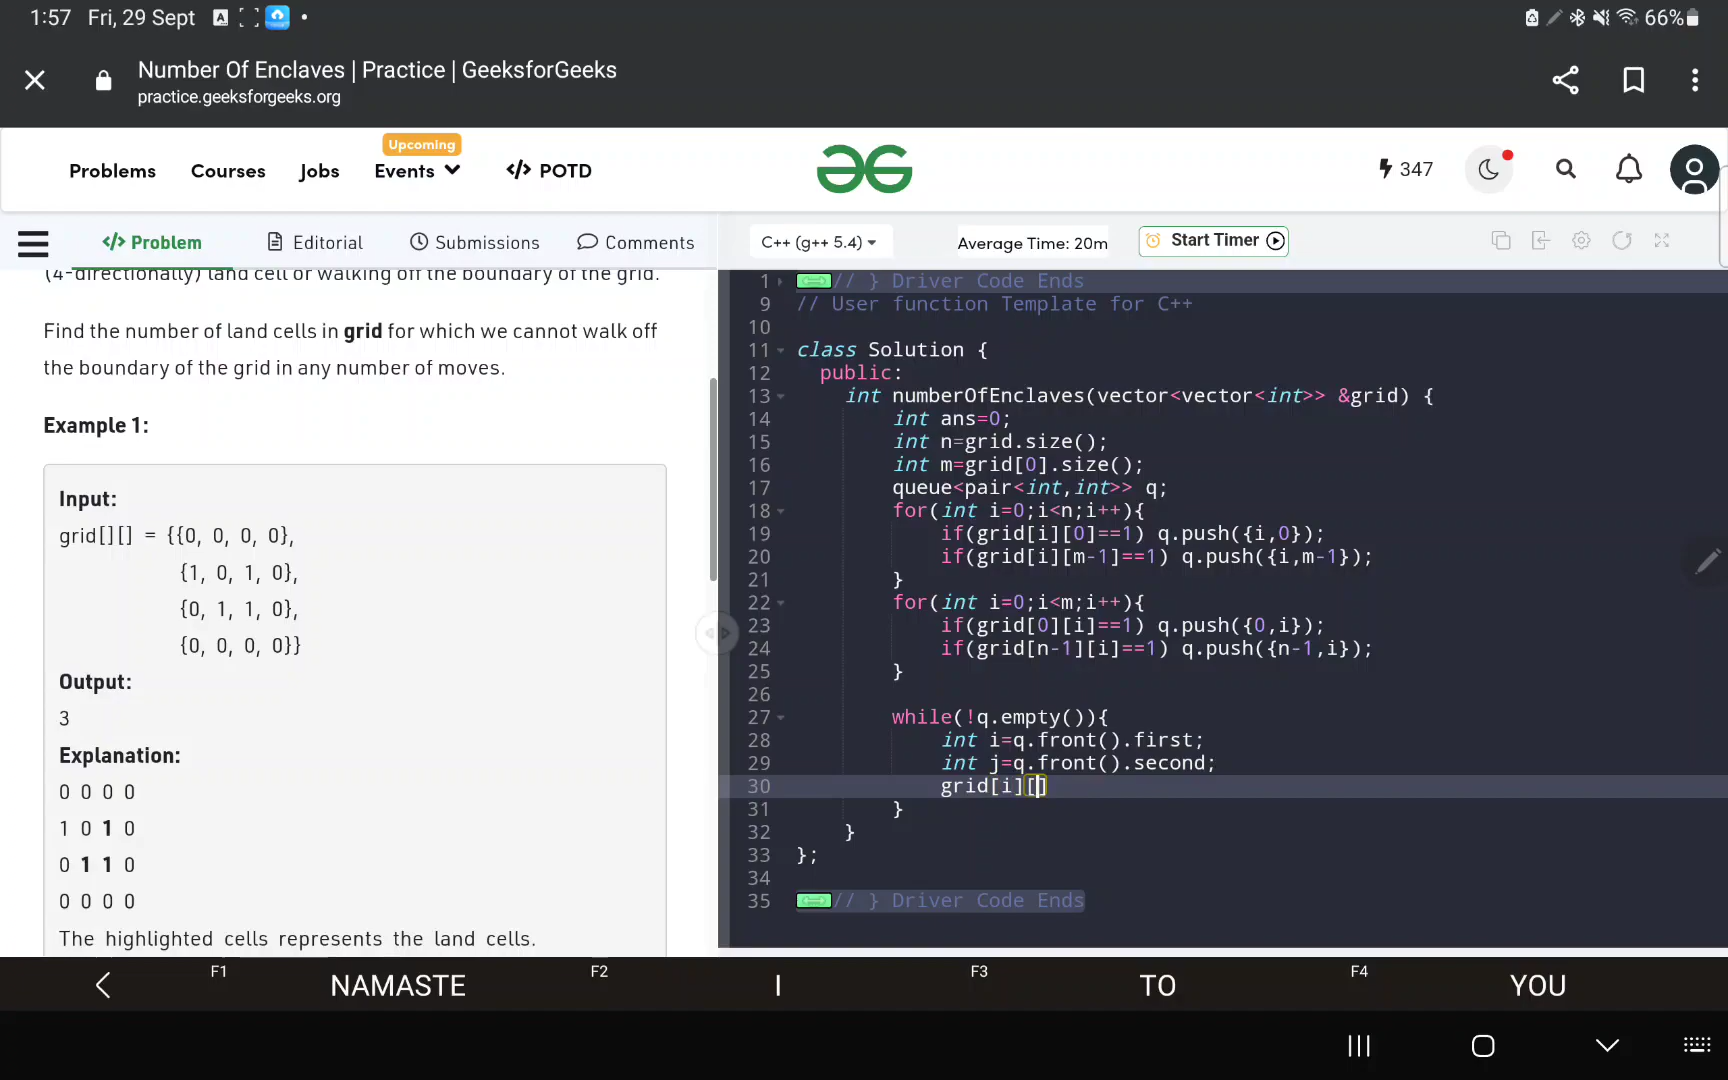 1:57 Fri, 29 Sept A
66%
Number Of Enclaves | Practice | GeeksforGeeks
practice.geeksforgeeks.org
Upcoming
Problems Courses Jobs Events </> POTD
347
</> Problem Editorial Submissions Comments
C++ (g++ 5.4) Average Time: 20m Start Timer
(4-directionally) land cell or walking off the boundary of the grid.
Find the number of land cells in grid for which we cannot walk off
the boundary of the grid in any number of moves.
Example 1:
Input:
grid[][] = {{0, 0, 0, 0},
{1, 0, 1, 0},
{0, 1, 1, 0},
{0, 0, 0, 0}}
Output:
3
Explanation:
0 0 0 0
1 0 1 0
0 1 1 0
0 0 0 0
The highlighted cells represents the land cells.
1 // } Driver Code Ends
9 // User function Template for C++
10
11 class Solution {
12 public:
13 int numberOfEnclaves(vector<vector<int>> &grid) {
14 int ans=0;
15 int n=grid.size();
16 int m=grid[0].size();
17 queue<pair<int,int>> q;
18 for(int i=0;i<n;i++){
19 if(grid[i][0]==1) q.push({i,0});
20 if(grid[i][m-1]==1) q.push({i,m-1});
21 }
22 for(int i=0;i<m;i++){
23 if(grid[0][i]==1) q.push({0,i});
24 if(grid[n-1][i]==1) q.push({n-1,i});
25 }
26
27 while(!q.empty()){
28 int i=q.front().first;
29 int j=q.front().second;
30 grid[i][]
31 }
32 }
33 };
34
35 // } Driver Code Ends
F1 F2 F3 F4
NAMASTE I TO YOU